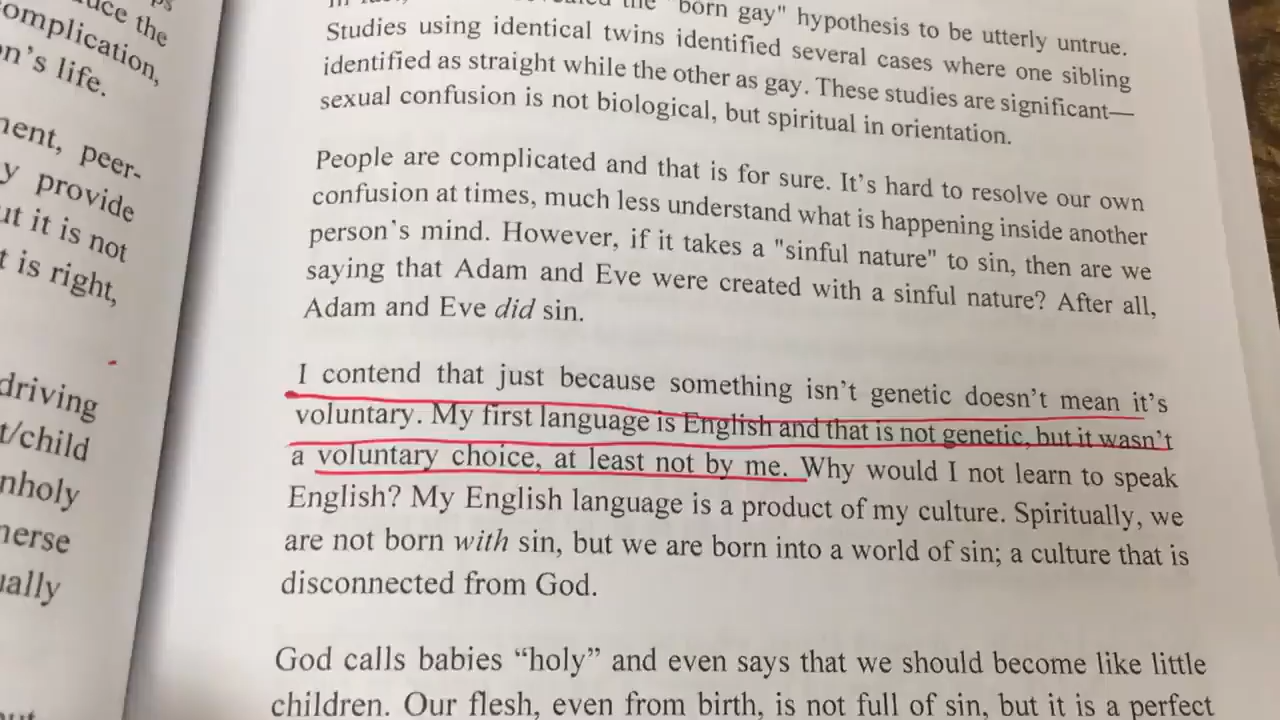 uce the
omplication,
n's life.
ment, peer-
y provide
ut it is not
t is right,
driving
t/child
nholy
nerse
ually
the "born gay" hypothesis to be utterly untrue.
Studies using identical twins identified several cases where one sibling
identified as straight while the other as gay. These studies are significant—
sexual confusion is not biological, but spiritual in orientation.
People are complicated and that is for sure. It's hard to resolve our own
confusion at times, much less understand what is happening inside another
person's mind. However, if it takes a "sinful nature" to sin, then are we
saying that Adam and Eve were created with a sinful nature? After all,
Adam and Eve did sin.
I contend that just because something isn't genetic doesn't mean it's
voluntary. My first language is English and that is not genetic, but it wasn't
a voluntary choice, at least not by me. Why would I not learn to speak
English? My English language is a product of my culture. Spiritually, we
are not born with sin, but we are born into a world of sin; a culture that is
disconnected from God.
God calls babies “holy” and even says that we should become like little
children. Our flesh, even from birth, is not full of sin, but it is a perfect